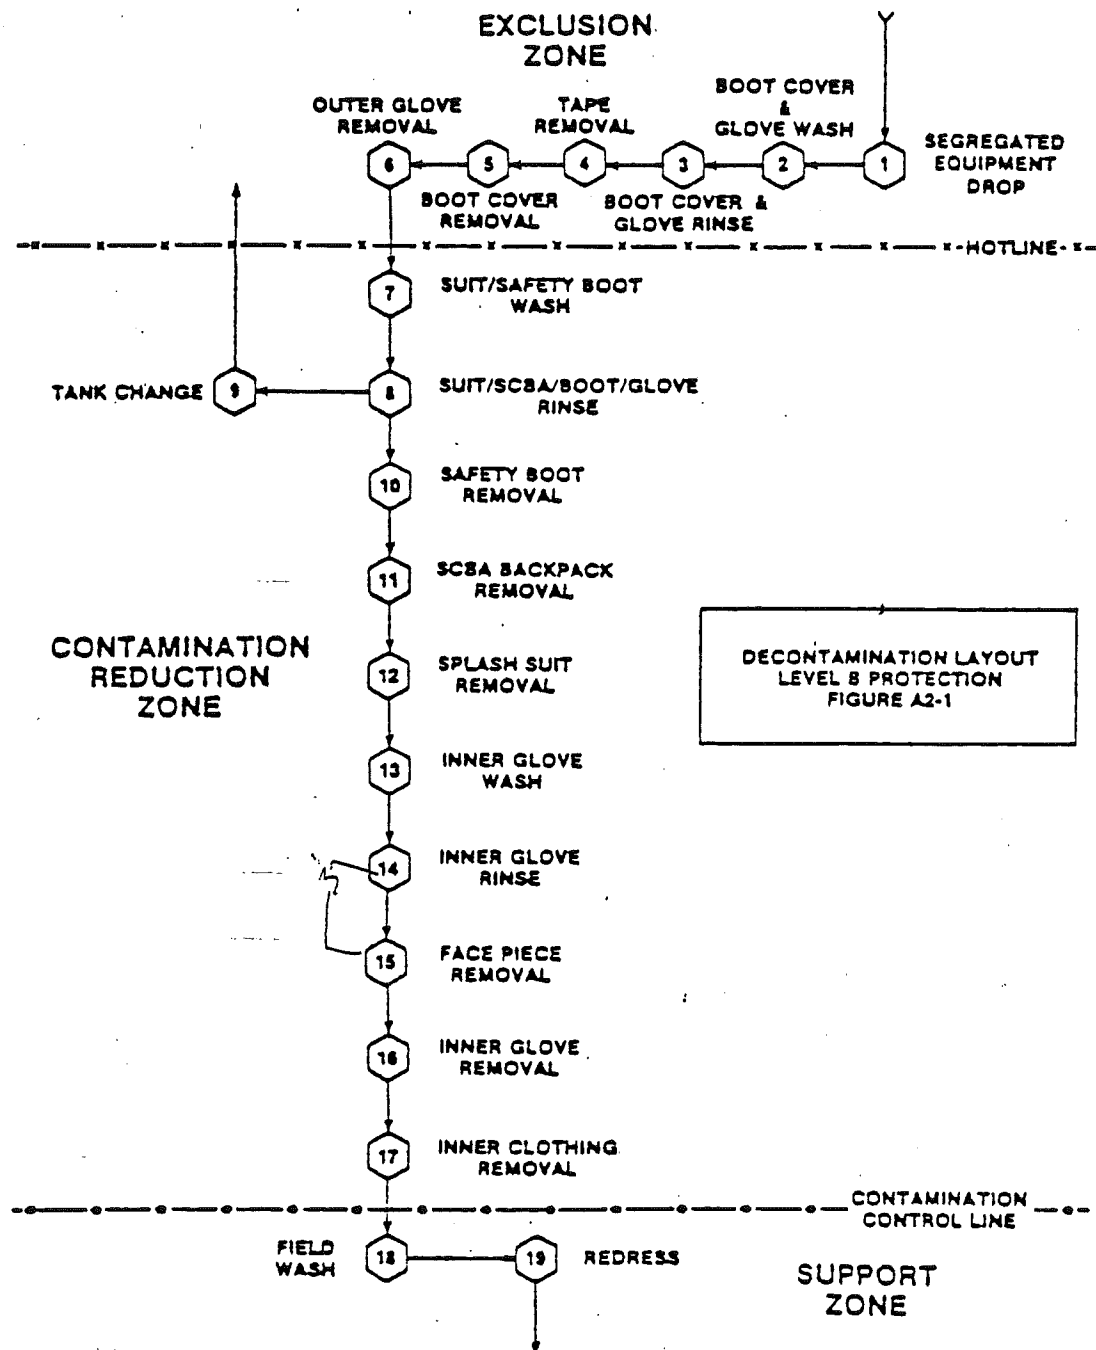 EXCLUSION
ZONE
BOOT COVER
&
GLOVE WASH
OUTER GLOVE
REMOVAL
TAPE
REMOVAL
SEGREGATED
EQUIPMENT
DROP
6
5
4
3
2
1
BOOT COVER
REMOVAL
BOOT COVER &
GLOVE RINSE
HOTLINE
7
SUIT/SAFETY BOOT
WASH
TANK CHANGE
9
8
SUIT/SCBA/BOOT/GLOVE
RINSE
10
SAFETY BOOT
REMOVAL
11
SCBA BACKPACK
REMOVAL
CONTAMINATION
REDUCTION
ZONE
12
SPLASH SUIT
REMOVAL
DECONTAMINATION LAYOUT
LEVEL B PROTECTION
FIGURE A2-1
13
INNER GLOVE
WASH
14
INNER GLOVE
RINSE
15
FACE PIECE
REMOVAL
16
INNER GLOVE
REMOVAL
17
INNER CLOTHING
REMOVAL
CONTAMINATION
CONTROL LINE
FIELD
WASH
18
19
REDRESS
SUPPORT
ZONE